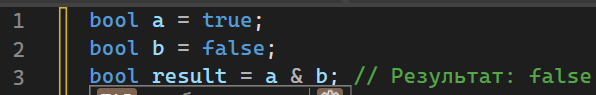 1 bool a = true;
2 bool b = false;
3 bool result = a & b; // Результат: false